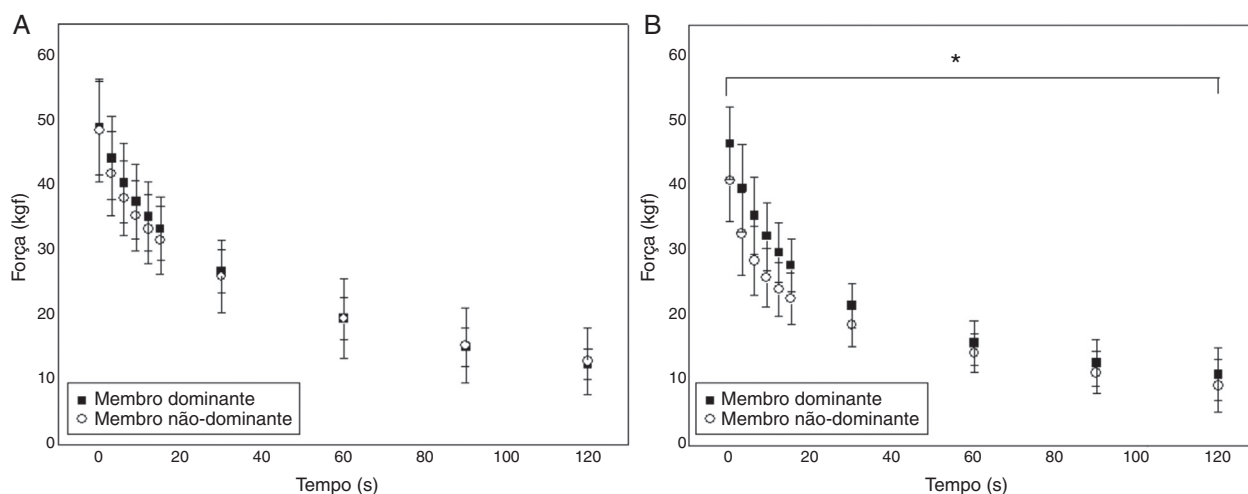 A
Força (kgf)
60
50
40
30
20
10
0
Membro dominante
Membro não-dominante
0 20 40 60 80 100 120
Tempo (s)
B
*
Força (kgf)
60
50
40
30
20
10
0
Membro dominante
Membro não-dominante
0 20 40 60 80 100 120
Tempo (s)